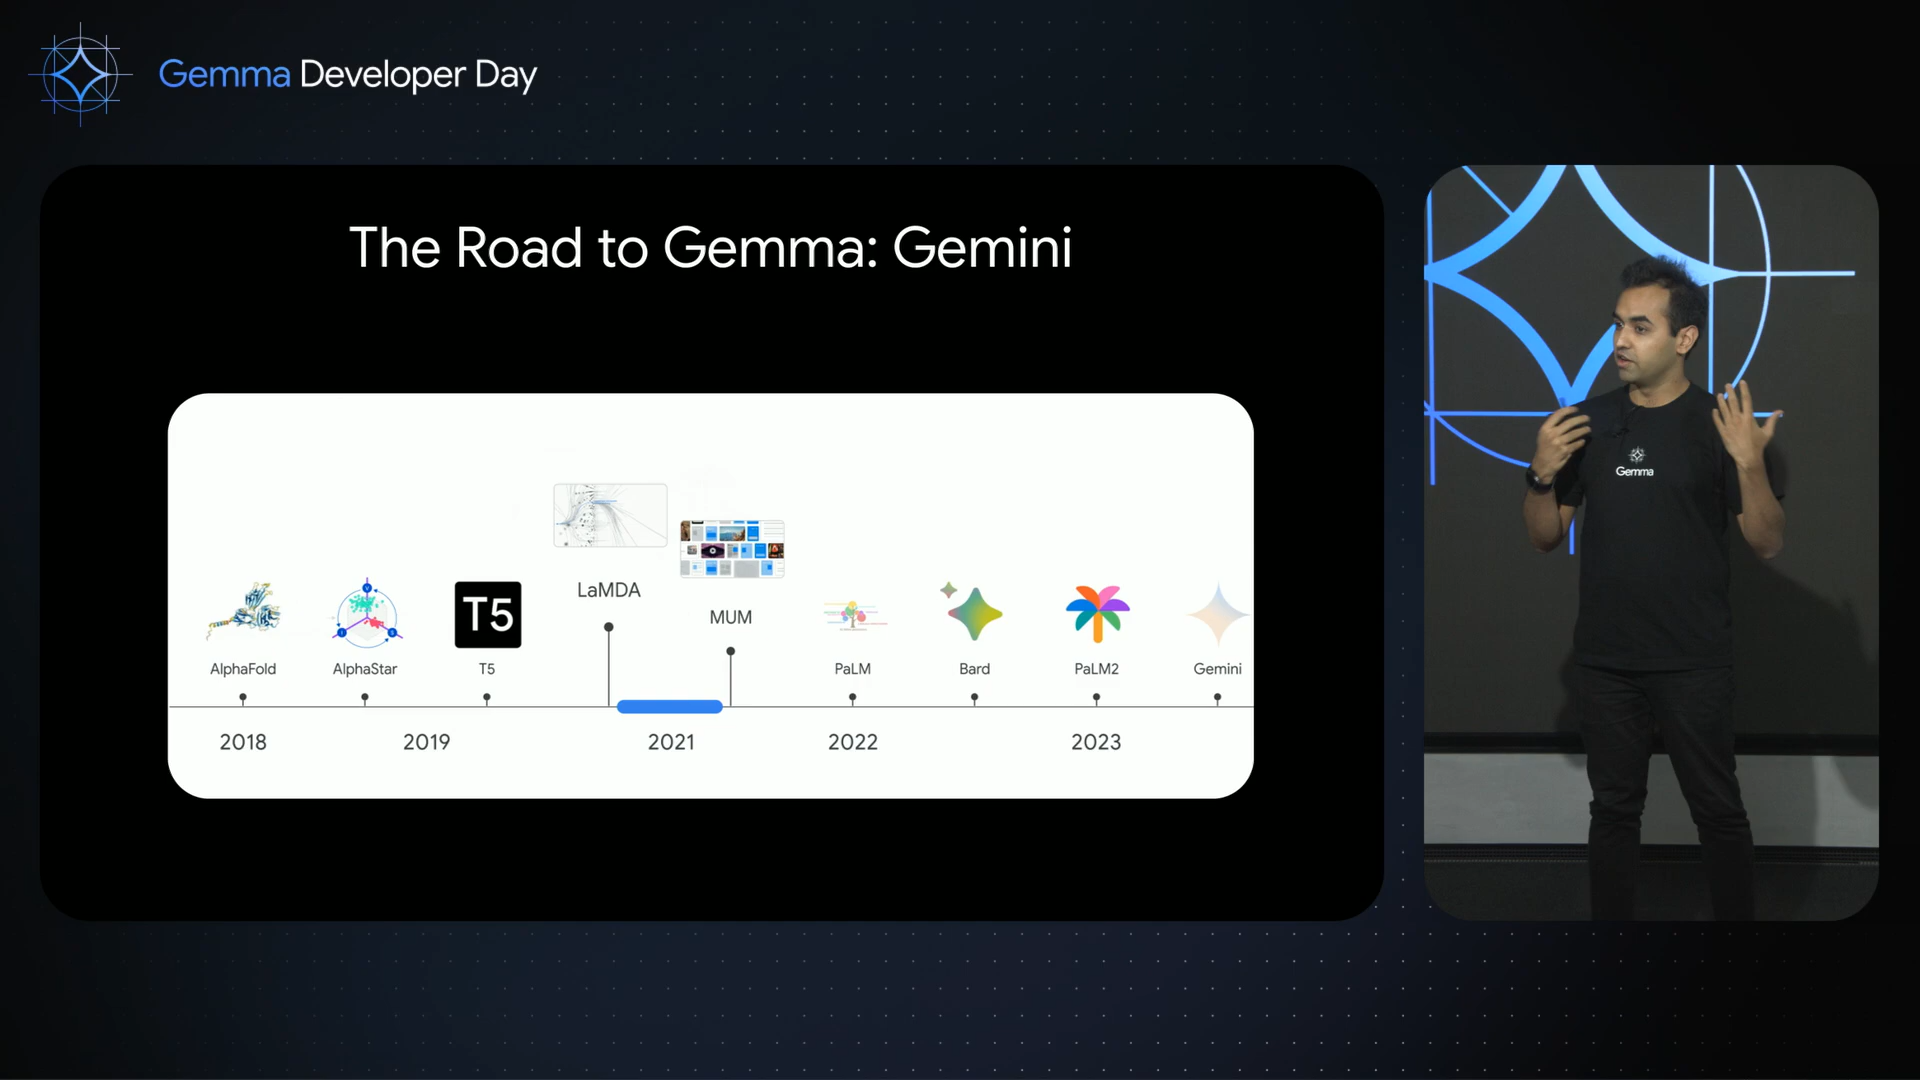 Gemma Developer Day
The Road to Gemma: Gemini
T5
LaMDA
MUM
AlphaFold
AlphaStar
T5
PaLM
Bard
PaLM2
Gemini
2018
2019
2021
2022
2023
Gemma